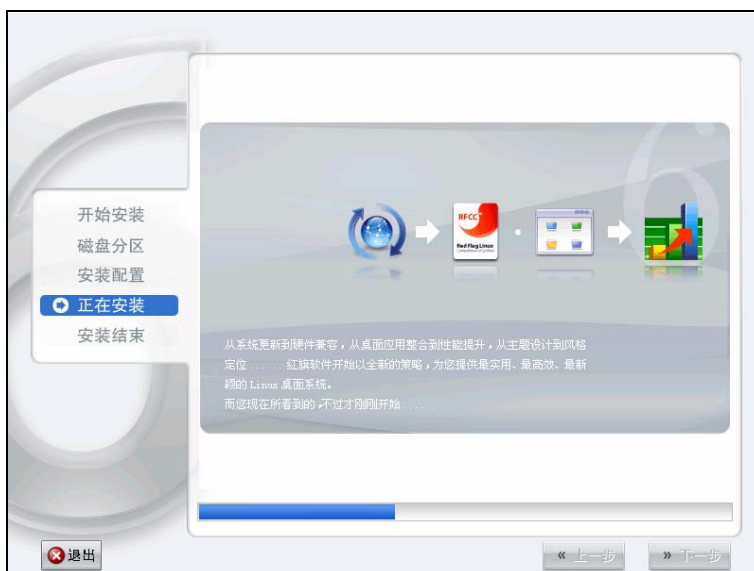 开始安装
磁盘分区
安装配置
正在安装
安装结束
RFCC
Red Flag Linux
从系统更新到硬件兼容，从桌面应用整合到性能提升，从主题设计到风格
定位 ...... 红旗软件开始以全新的策略，为您提供最实用、最高效、最新
颖的 Linux 桌面系统。
而您现在所看到的，不过才刚刚开始 ......
退出
« 上一步
» 下一步